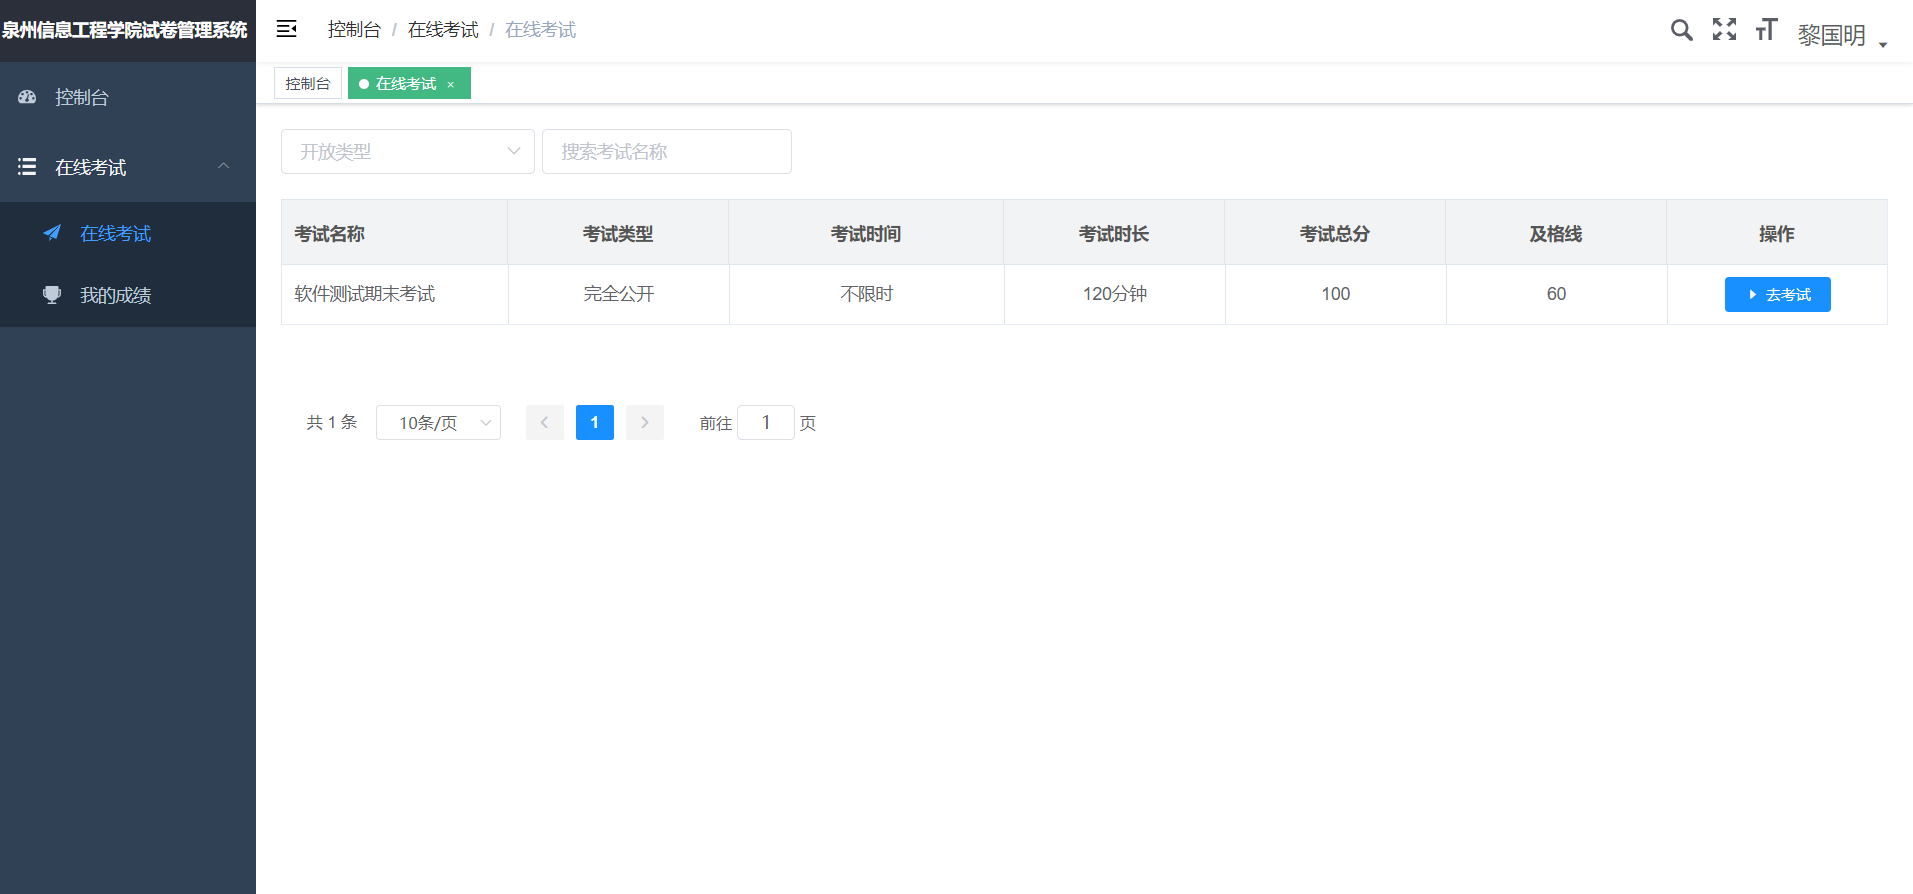 泉州信息工程学院试卷管理系统
控制台 / 在线考试 / 在线考试
黎国明
控制台
在线考试
在线考试
我的成绩
控制台
在线考试 ×
开放类型
搜索考试名称
考试名称 考试类型 考试时间 考试时长 考试总分 及格线 操作
软件测试期末考试 完全公开 不限时 120分钟 100 60 去考试
共 1 条 10条/页 1 前往 1 页